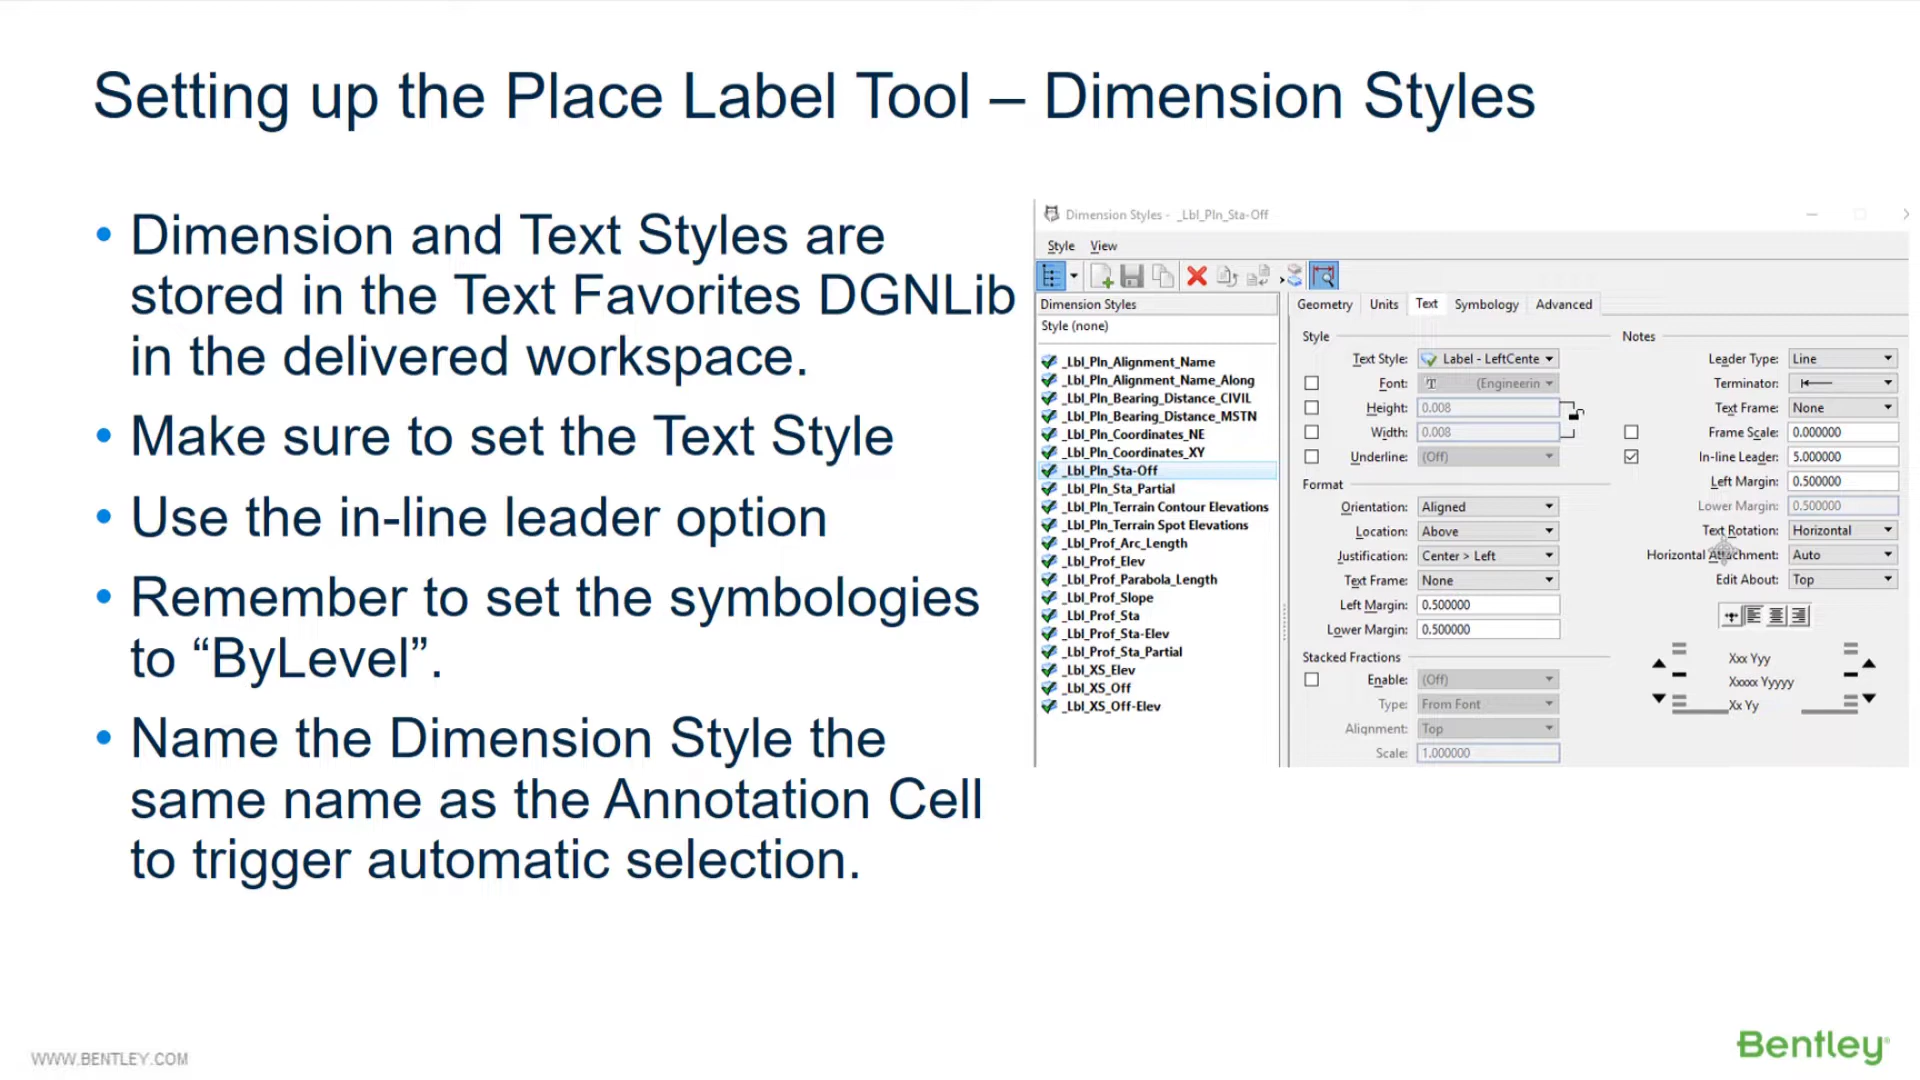 Setting up the Place Label Tool – Dimension Styles
• Dimension and Text Styles are
stored in the Text Favorites DGNLib
in the delivered workspace.
• Make sure to set the Text Style
• Use the in-line leader option
• Remember to set the symbologies
to “ByLevel”.
• Name the Dimension Style the
same name as the Annotation Cell
to trigger automatic selection.
Dimension Styles - _Lbl_Pln_Sta-Off
Style View
Dimension Styles
Style (none)
_Lbl_Pln_Alignment_Name
_Lbl_Pln_Alignment_Name_Along
_Lbl_Pln_Bearing_Distance_CIVIL
_Lbl_Pln_Bearing_Distance_MSTN
_Lbl_Pln_Coordinates_NE
_Lbl_Pln_Coordinates_XY
_Lbl_Pln_Sta-Off
_Lbl_Pln_Sta_Partial
_Lbl_Pln_Terrain Contour Elevations
_Lbl_Pln_Terrain Spot Elevations
_Lbl_Prof_Arc_Length
_Lbl_Prof_Elev
_Lbl_Prof_Parabola_Length
_Lbl_Prof_Slope
_Lbl_Prof_Sta
_Lbl_Prof_Sta-Elev
_Lbl_Prof_Sta_Partial
_Lbl_XS_Elev
_Lbl_XS_Off
_Lbl_XS_Off-Elev
Geometry Units Text Symbology Advanced
Style
Text Style: Label - LeftCente
Font: (Engineerin
Height: 0.008
Width: 0.008
Underline: (Off)
Format
Orientation: Aligned
Location: Above
Justification: Center > Left
Text Frame: None
Left Margin: 0.500000
Lower Margin: 0.500000
Stacked Fractions
Enable: (Off)
Type: From Font
Alignment: Top
Scale: 1.000000
Notes
Leader Type: Line
Terminator:
Text Frame: None
Frame Scale: 0.000000
In-line Leader: 5.000000
Left Margin: 0.500000
Lower Margin: 0.500000
Text Rotation: Horizontal
Horizontal Attachment: Auto
Edit About: Top
Xxx Yyy
Xxxxx Yyyyy
Xx Yy
WWW.BENTLEY.COM
Bentley®